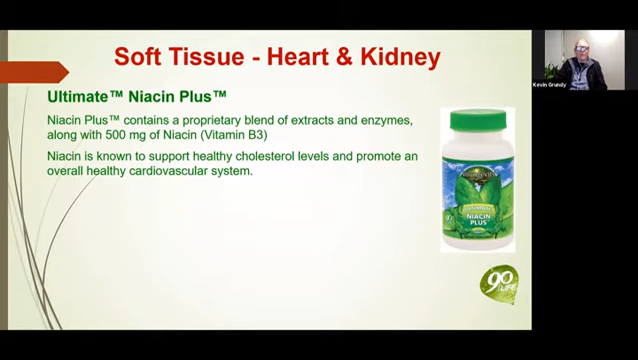 Soft Tissue - Heart & Kidney
Kevin Grundy
Ultimate™ Niacin Plus™
Niacin Plus™ contains a proprietary blend of extracts and enzymes,
along with 500 mg of Niacin (Vitamin B3)
Niacin is known to support healthy cholesterol levels and promote an
overall healthy cardiovascular system.
ULTIMATE
NIACIN
PLUS
90
LIFE